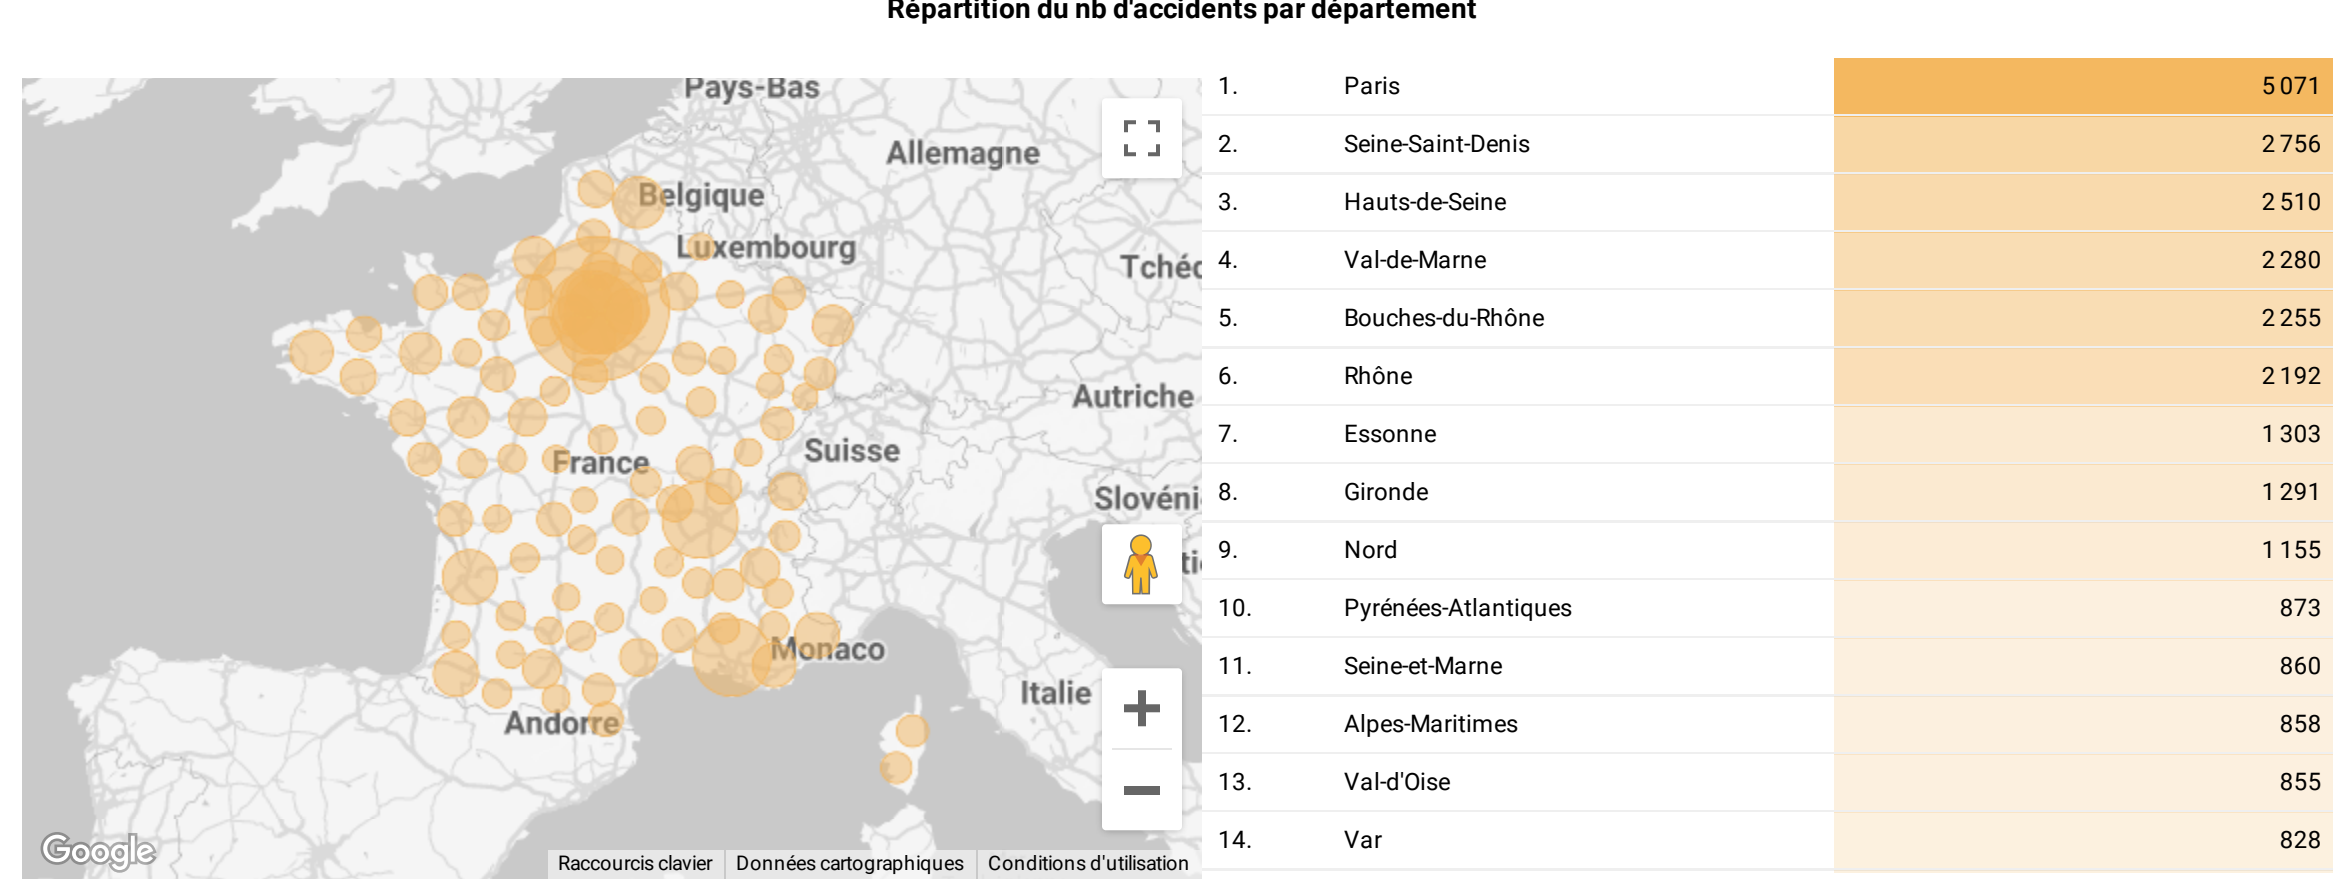 Répartition du nb d'accidents par département
Pays-Bas
Allemagne
Belgique
Luxembourg
Tchéc
Autriche
Suisse
France
Slovéni
Monaco
Italie
Andorre
Google
Raccourcis clavier
Données cartographiques
Conditions d'utilisation
1. Paris 5 071
2. Seine-Saint-Denis 2 756
3. Hauts-de-Seine 2 510
4. Val-de-Marne 2 280
5. Bouches-du-Rhône 2 255
6. Rhône 2 192
7. Essonne 1 303
8. Gironde 1 291
9. Nord 1 155
10. Pyrénées-Atlantiques 873
11. Seine-et-Marne 860
12. Alpes-Maritimes 858
13. Val-d'Oise 855
14. Var 828